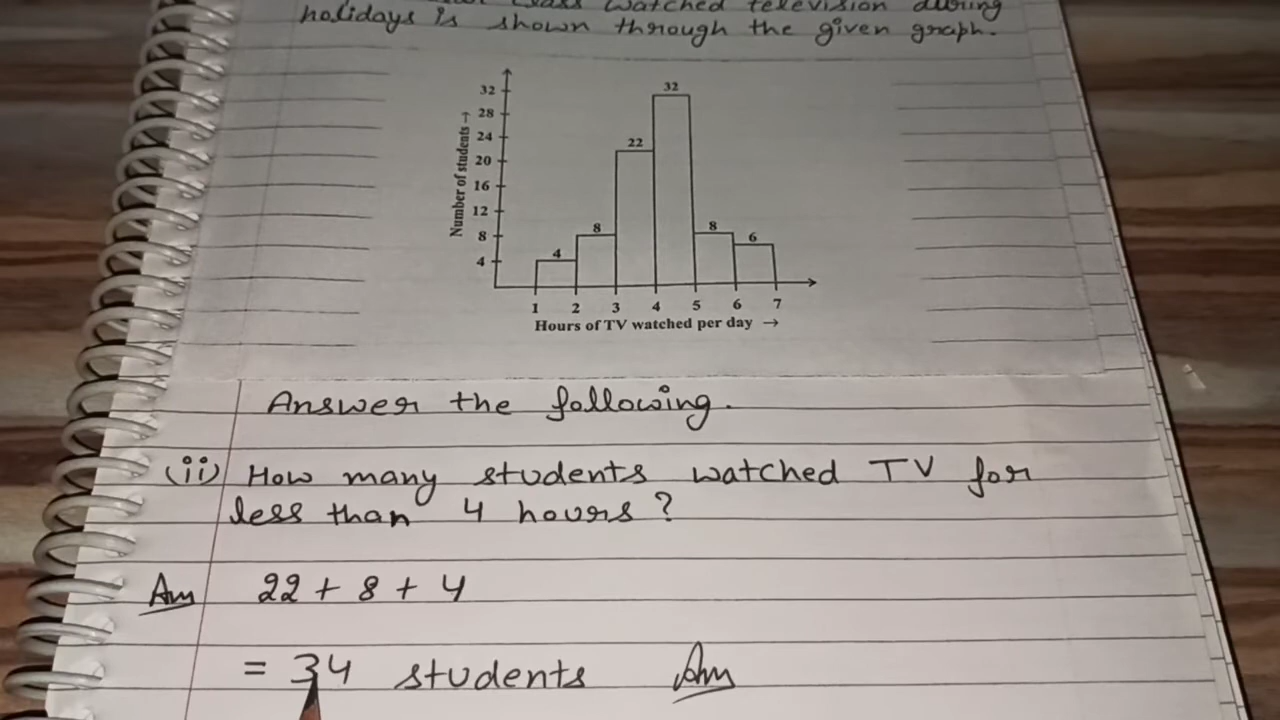 watched television during
holidays is shown through the given graph.
32
28
24
20
16
12
8
4
Number of students →
4
8
22
32
8
6
1 2 3 4 5 6 7
Hours of TV watched per day →
Answer the following.
(ii) How many students watched TV for
less than 4 hours?
Ans 22 + 8 + 4
= 34 students Ans